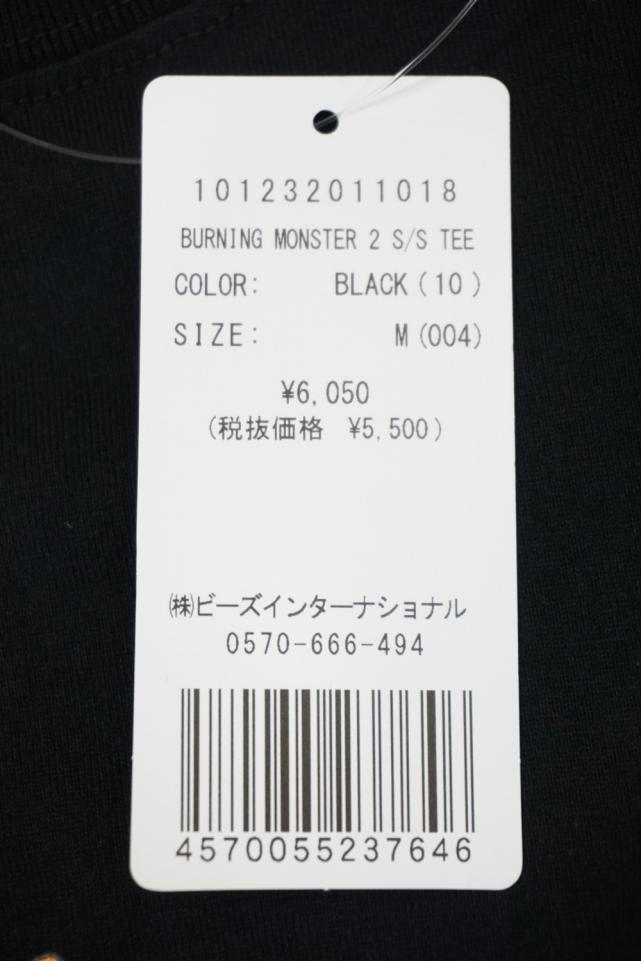 101232011018
BURNING MONSTER 2 S/S TEE
COLOR: BLACK(10)
SIZE: M(004)
¥6,050
(税抜価格 ¥5,500)
㈱ビーズインターナショナル
0570-666-494
4570055237646